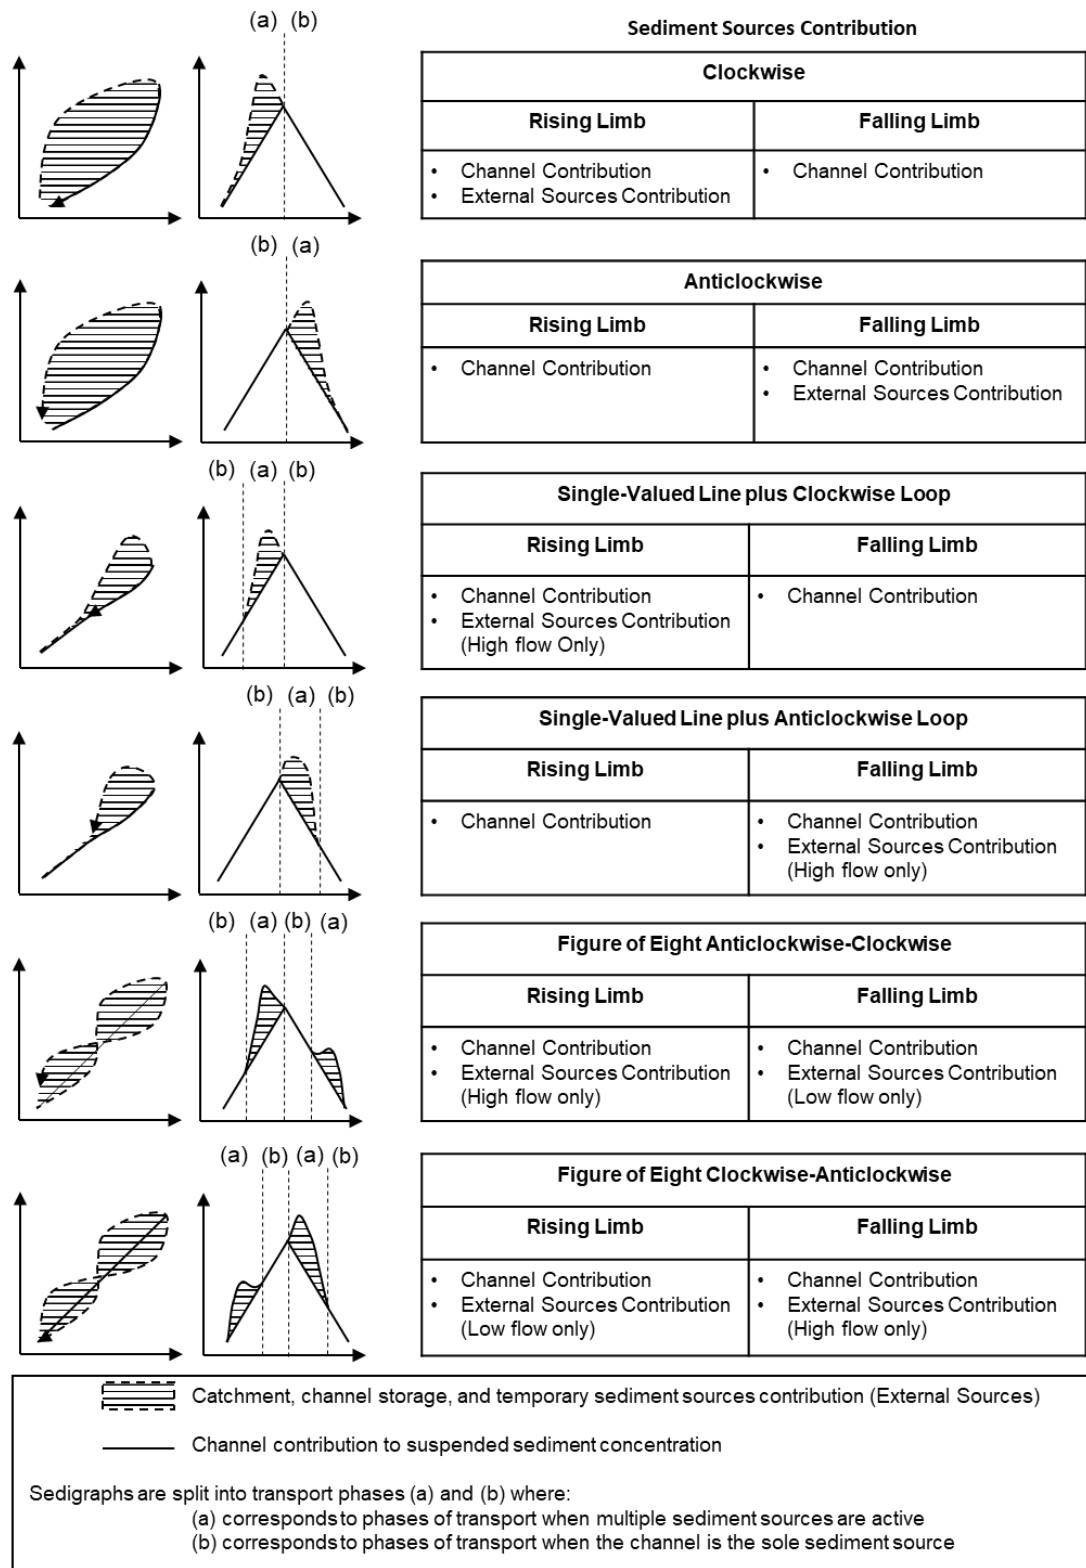 (a) (b)
Sediment Sources Contribution
Clockwise
Rising Limb
Falling Limb
• Channel Contribution
• External Sources Contribution
• Channel Contribution
(b) (a)
Anticlockwise
Rising Limb
Falling Limb
• Channel Contribution
• Channel Contribution
• External Sources Contribution
(b) (a) (b)
Single-Valued Line plus Clockwise Loop
Rising Limb
Falling Limb
• Channel Contribution
• External Sources Contribution
(High flow Only)
• Channel Contribution
(b) (a) (b)
Single-Valued Line plus Anticlockwise Loop
Rising Limb
Falling Limb
• Channel Contribution
• Channel Contribution
• External Sources Contribution
(High flow only)
(b) (a) (b) (a)
Figure of Eight Anticlockwise-Clockwise
Rising Limb
Falling Limb
• Channel Contribution
• External Sources Contribution
(High flow only)
• Channel Contribution
• External Sources Contribution
(Low flow only)
(a) (b) (a) (b)
Figure of Eight Clockwise-Anticlockwise
Rising Limb
Falling Limb
• Channel Contribution
• External Sources Contribution
(Low flow only)
• Channel Contribution
• External Sources Contribution
(High flow only)
Catchment, channel storage, and temporary sediment sources contribution (External Sources)
Channel contribution to suspended sediment concentration
Sedigraphs are split into transport phases (a) and (b) where:
(a) corresponds to phases of transport when multiple sediment sources are active
(b) corresponds to phases of transport when the channel is the sole sediment source